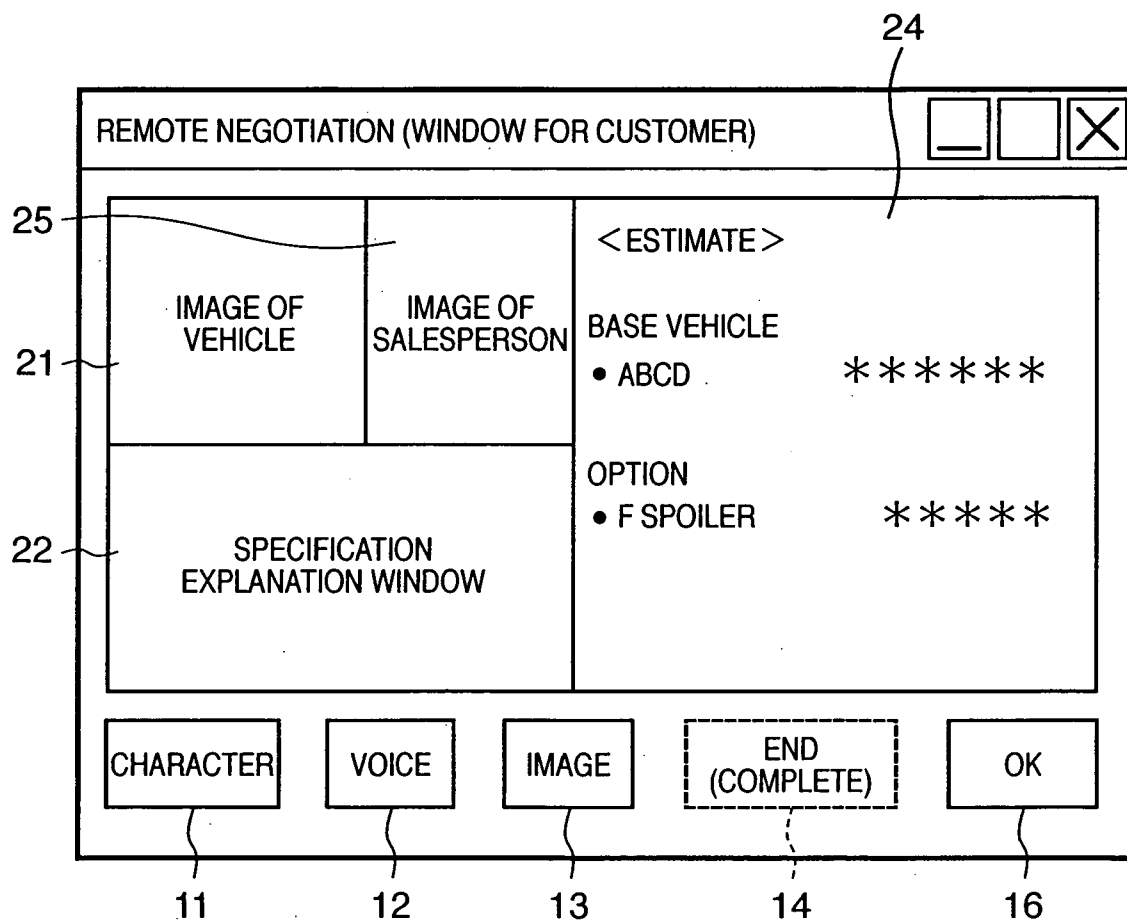 24
REMOTE NEGOTIATION (WINDOW FOR CUSTOMER)
25
IMAGE OF
VEHICLE
IMAGE OF
SALESPERSON
21
<ESTIMATE>
BASE VEHICLE
• ABCD ******
OPTION
• F SPOILER *****
22
SPECIFICATION
EXPLANATION WINDOW
CHARACTER
VOICE
IMAGE
END
(COMPLETE)
OK
11 12 13 14 16